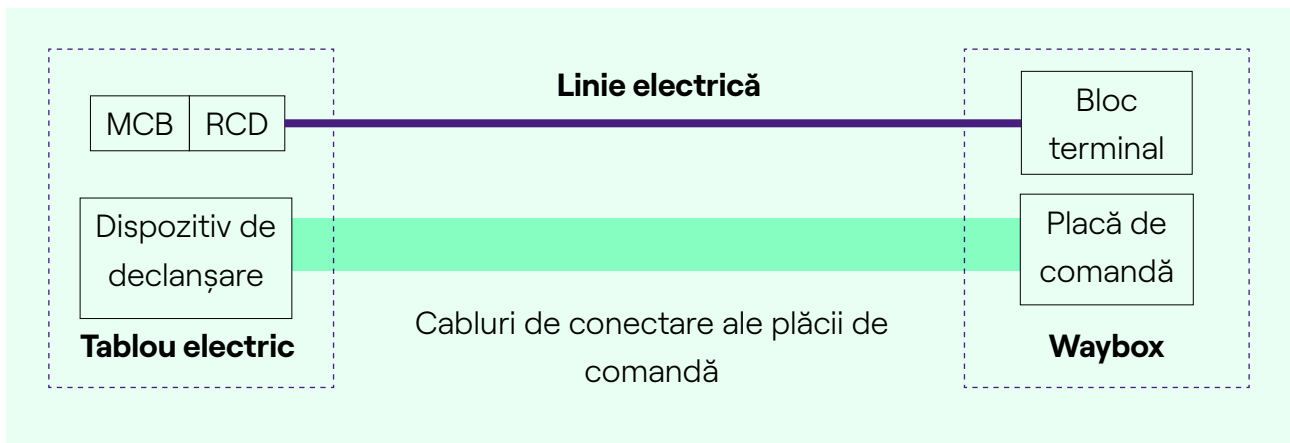 Linie electrică
MCB
RCD
Bloc
terminal
Dispozitiv de
declanșare
Placă de
comandă
Cabluri de conectare ale plăcii de
comandă
Tablou electric
Waybox